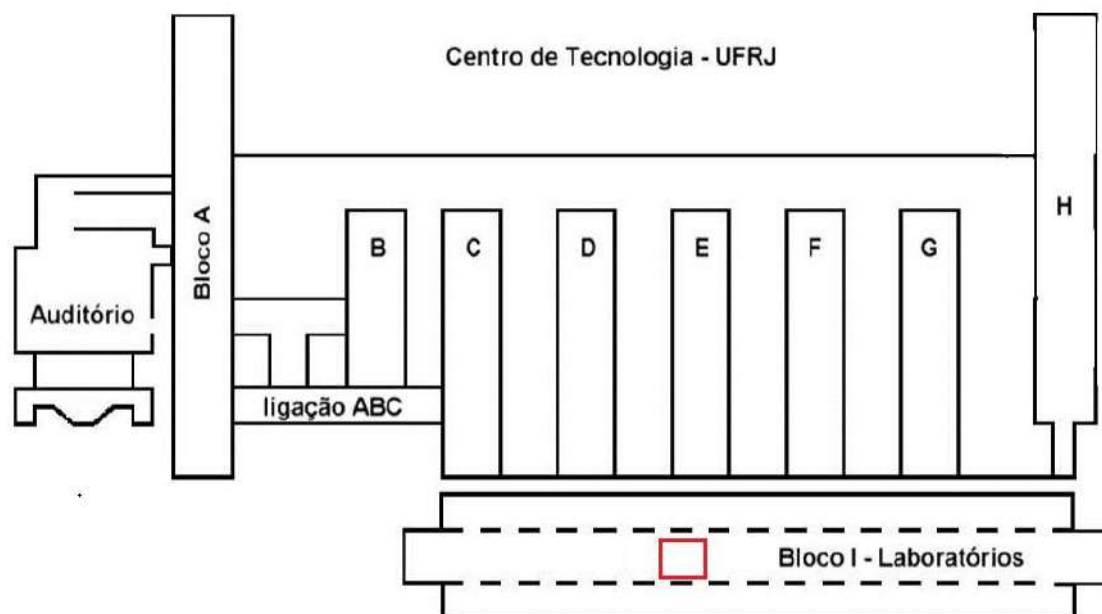 Centro de Tecnologia - UFRJ
Bloco A
H
B
C
D
E
F
G
Auditório
ligação ABC
Bloco I - Laboratórios